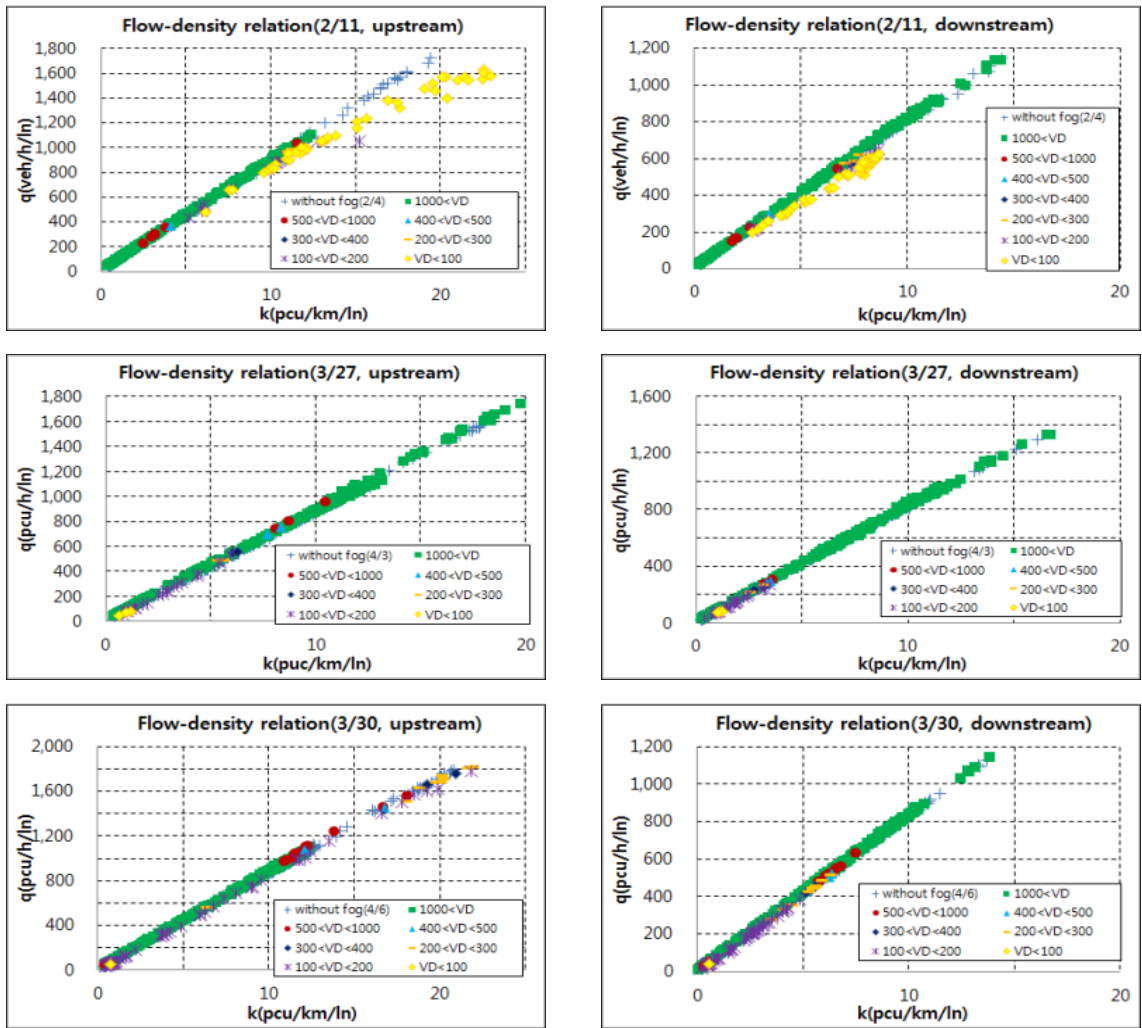 Flow-density relation(2/11, upstream)
q(veh/h/ln)
1,800
1,600
1,400
1,200
1,000
800
600
400
200
0
without fog(2/4) 1000<VD
500<VD<1000 400<VD<500
300<VD<400 200<VD<300
100<VD<200 VD<100
0 10 20
k(pcu/km/ln)
Flow-density relation(2/11, downstream)
q(veh/h/ln)
1,200
1,000
800
600
400
200
0
without fog(2/4)
1000<VD
500<VD<1000
400<VD<500
300<VD<400
200<VD<300
100<VD<200
VD<100
0 10 20
k(pcu/km/ln)
Flow-density relation(3/27, upstream)
q(pcu/h/ln)
1,800
1,600
1,400
1,200
1,000
800
600
400
200
0
without fog(4/3) 1000<VD
500<VD<1000 400<VD<500
300<VD<400 200<VD<300
100<VD<200 VD<100
0 10 20
k(puc/km/ln)
Flow-density relation(3/27, downstream)
q(pcu/h/ln)
1,600
1,400
1,200
1,000
800
600
400
200
0
without fog(4/3) 1000<VD
500<VD<1000 400<VD<500
300<VD<400 200<VD<300
100<VD<200 VD<100
0 10 20
k(pcu/km/ln)
Flow-density relation(3/30, upstream)
q(pcu/h/ln)
2,000
1,600
1,200
800
400
0
without fog(4/6) 1000<VD
500<VD<1000 400<VD<500
300<VD<400 200<VD<300
100<VD<200 VD<100
0 10 20
k(pcu/km/ln)
Flow-density relation(3/30, downstream)
q(pcu/h/ln)
1,200
1,000
800
600
400
200
0
without fog(4/6) 1000<VD
500<VD<1000 400<VD<500
300<VD<400 200<VD<300
100<VD<200 VD<100
0 10 20
k(pcu/km/ln)